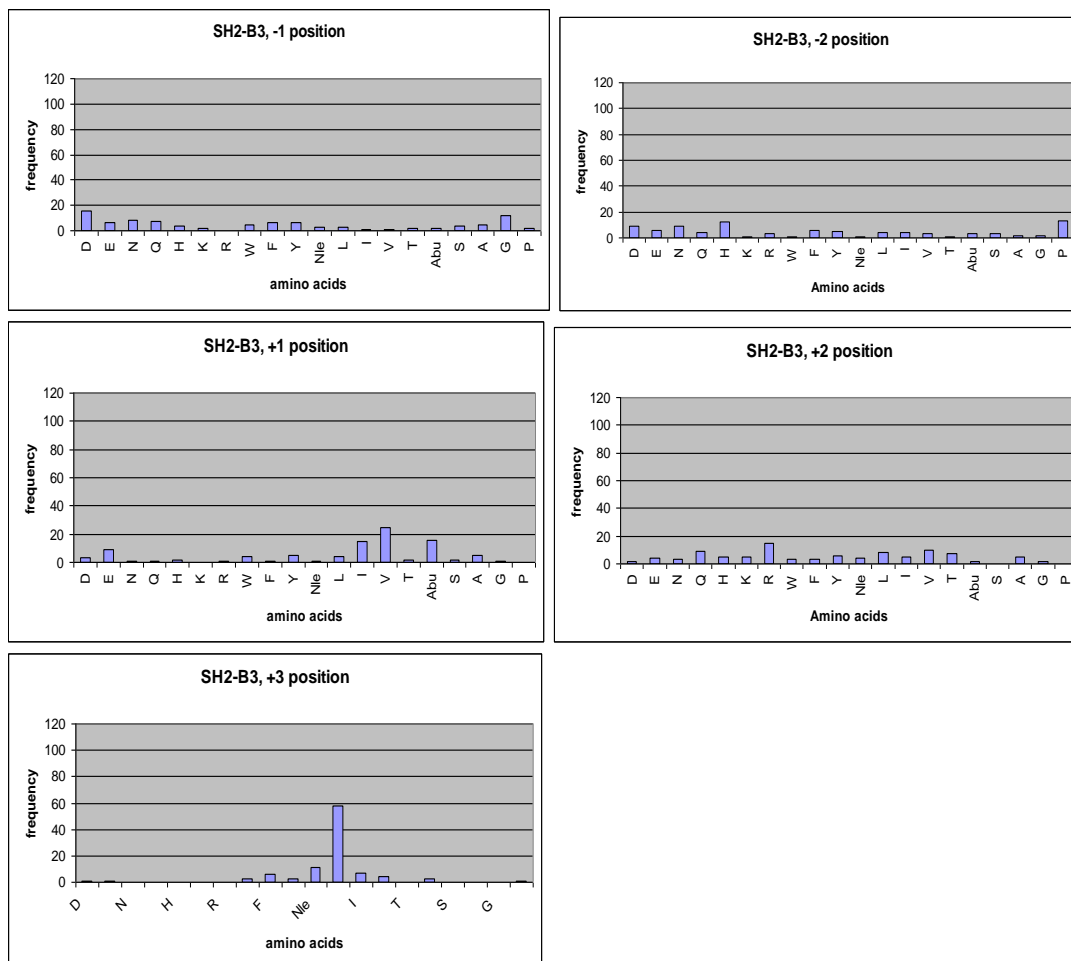 SH2-B3, -1 position
frequency
120
100
80
60
40
20
0
D E N Q H K R W F Y Nle L I V T Abu S A G P
amino acids
SH2-B3, -2 position
frequency
120
100
80
60
40
20
0
D E N Q H K R W F Y Nle L I V T Abu S A G P
Amino acids
SH2-B3, +1 position
frequency
120
100
80
60
40
20
0
D E N Q H K R W F Y Nle L I V T Abu S A G P
amino acids
SH2-B3, +2 position
frequency
120
100
80
60
40
20
0
D E N Q H K R W F Y Nle L I V T Abu S A G P
Amino acids
SH2-B3, +3 position
frequency
120
100
80
60
40
20
0
D N H R F Nle I T S G
amino acids